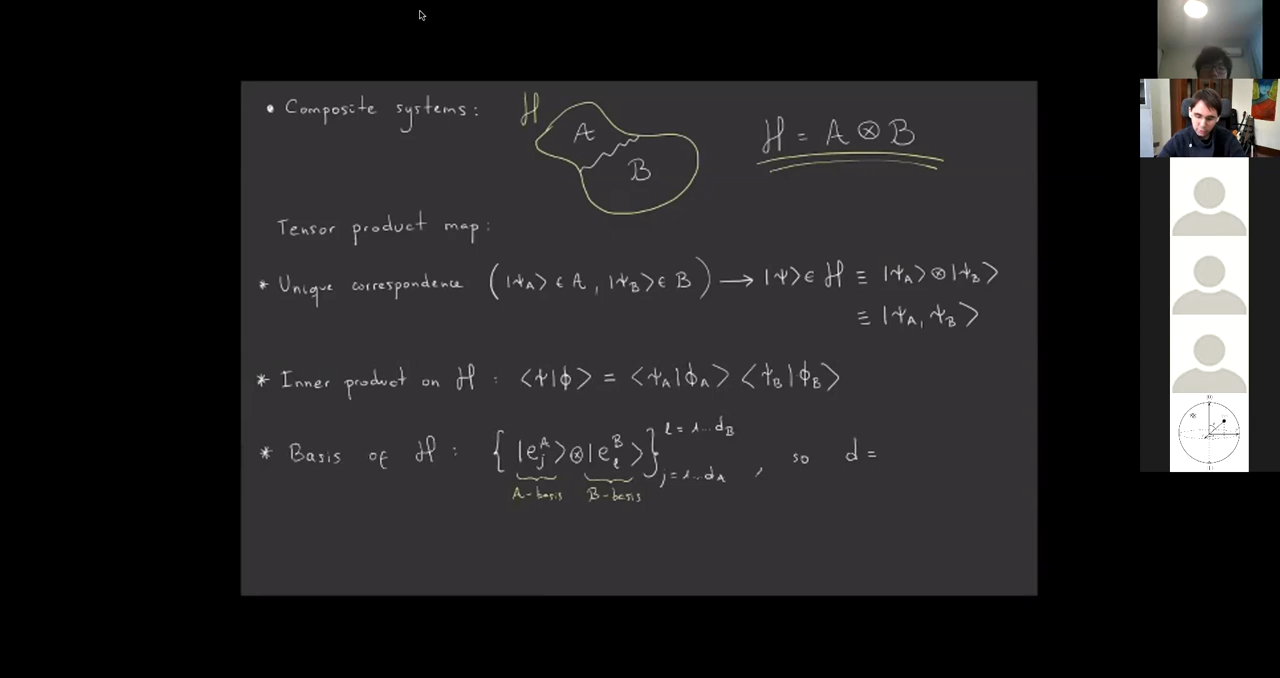 • Composite systems:
H
A
B
H = A ⊗ B
Tensor product map:
* Unique correspondence (|ψ_A⟩ ∈ A, |ψ_B⟩ ∈ B) ⟶ |ψ⟩ ∈ H ≡ |ψ_A⟩ ⊗ |ψ_B⟩
≡ |ψ_A, ψ_B⟩
* Inner product on H : ⟨ψ|ϕ⟩ = ⟨ψ_A|ϕ_A⟩ ⟨ψ_B|ϕ_B⟩
* Basis of H : { |e_j^A⟩ ⊗ |e_l^B⟩ }_{j=1...d_A}^{l=1...d_B} , so d =
A-basis B-basis